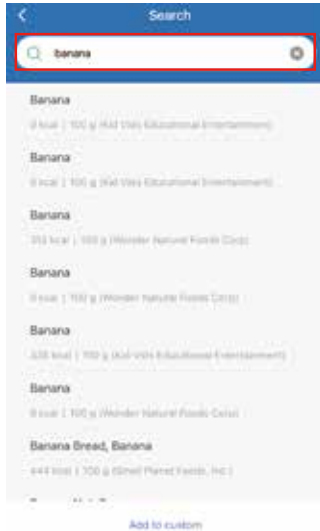 Search
banana
Banana
0 kcal | 100 g (Kid Vids Educational Entertainment)
Banana
0 kcal | 100 g (Kid Vids Educational Entertainment)
Banana
kcal | 100 g (Wonder Natural Foods Corp)
Banana
0 kcal | 100 g (Wonder Natural Foods Corp)
Banana
kcal | 100 g (Kid Vids Educational Entertainment)
Banana
0 kcal | 100 g (Wonder Natural Foods Corp)
Banana Bread, Banana
444 kcal | 100 g (Street Planet Foods, Inc.)
Add to custom